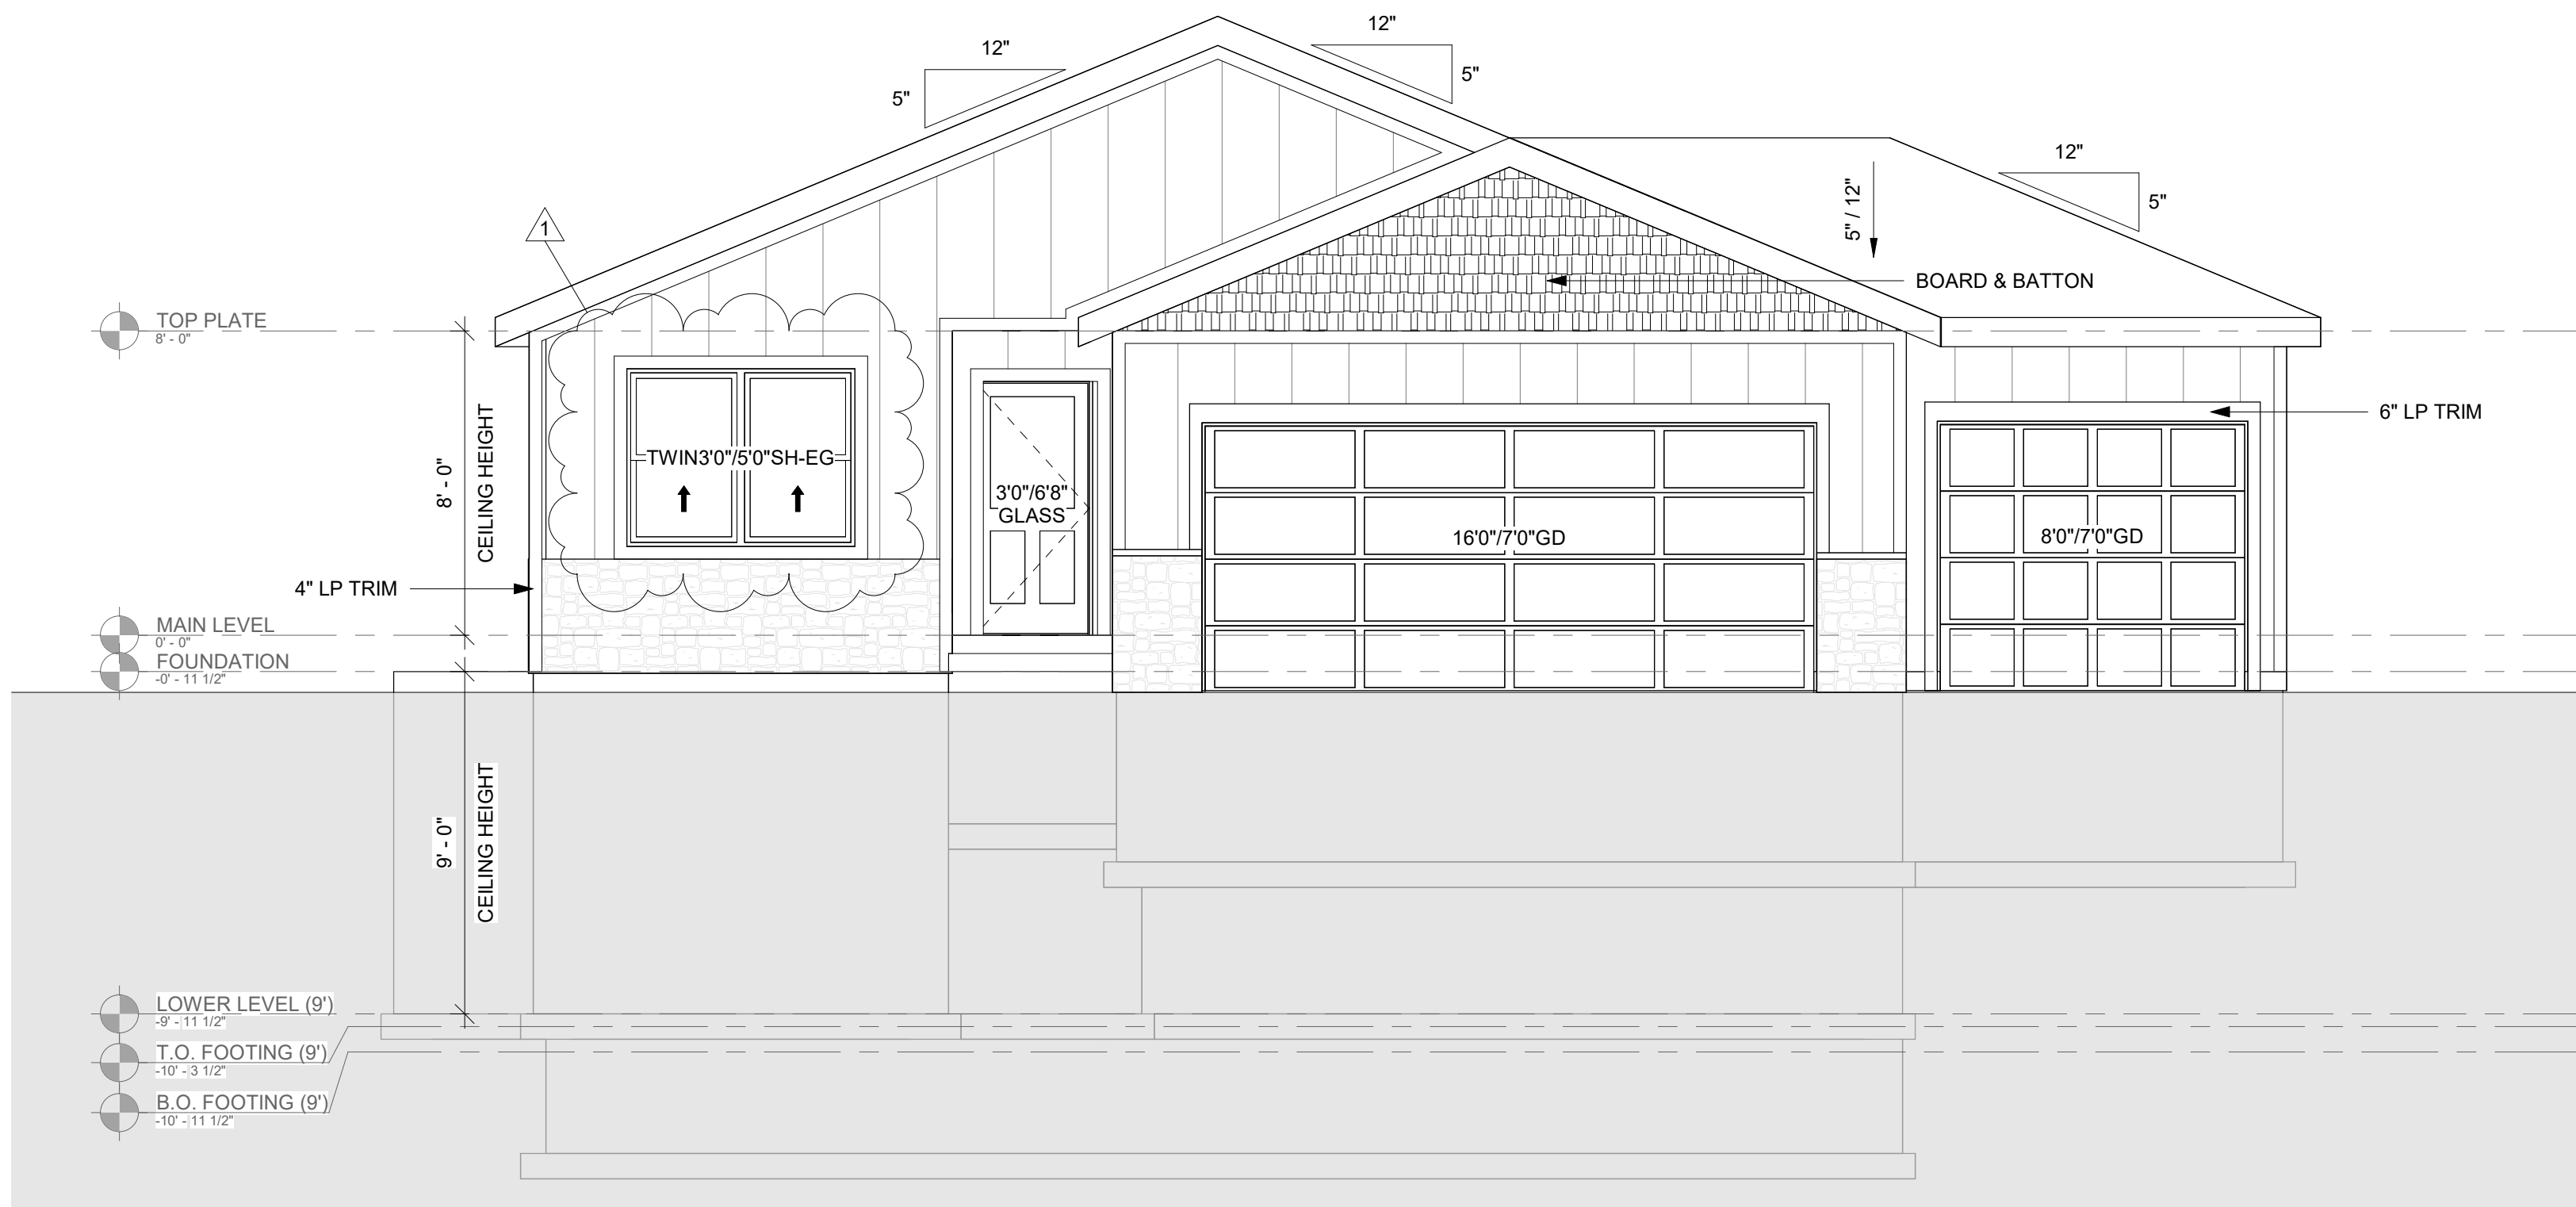 12"
12"
5"
5"
12"
5"
5" / 12"
1
BOARD & BATTON
TOP PLATE
8' - 0"
6" LP TRIM
8' - 0"
CEILING HEIGHT
TWIN3'0"/5'0"SH-EG
3'0"/6'8"
GLASS
16'0"/7'0"GD
8'0"/7'0"GD
4" LP TRIM
MAIN LEVEL
0' - 0"
FOUNDATION
-0' - 11 1/2"
9' - 0"
CEILING HEIGHT
LOWER LEVEL (9')
-9' - 11 1/2"
T.O. FOOTING (9')
-10' - 3 1/2"
B.O. FOOTING (9')
-10' - 11 1/2"